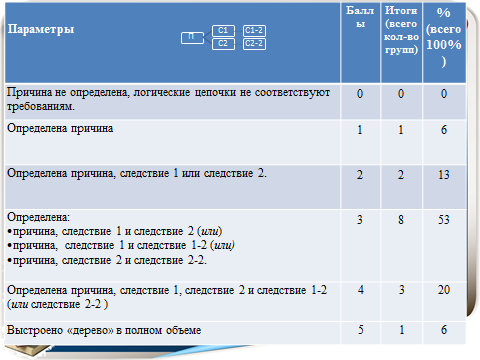 Параметры
П
С1
С1-2
С2
С2-2
Балл
ы
Итоги
(всего
кол-во
групп)
%
(всего
100%
)
Причина не определена, логические цепочки не соответствуют
требованиям.
0
0
0
Определена причина
1
1
6
Определена причина, следствие 1 или следствие 2.
2
2
13
Определена:
•причина, следствие 1 и следствие 2 (или)
•причина, следствие 1 и следствие 1-2 (или)
•причина, следствие 2 и следствие 2-2.
3
8
53
Определена причина, следствие 1, следствие 2 и следствие 1-2
(или следствие 2-2 )
4
3
20
Выстроено «дерево» в полном объеме
5
1
6